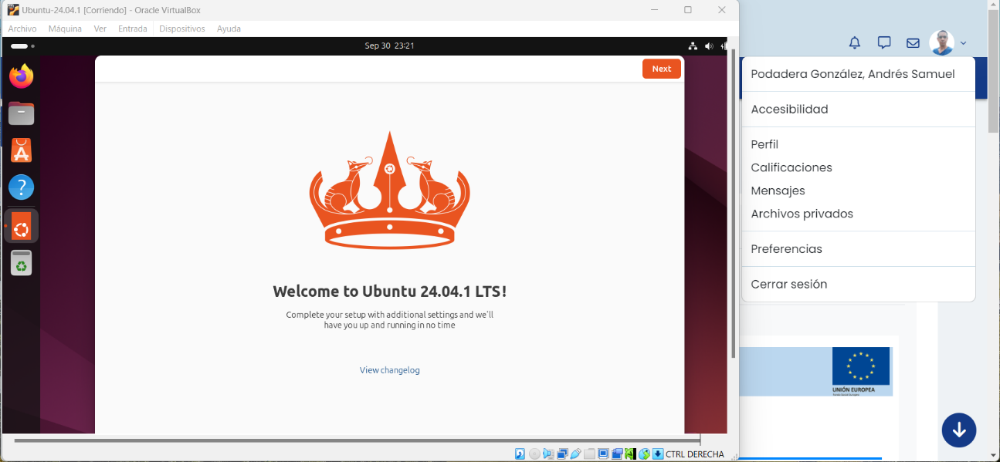 Ubuntu-24.04.1 [Corriendo] - Oracle VirtualBox
Archivo Máquina Ver Entrada Dispositivos Ayuda
Sep 30 23:21
Next
Welcome to Ubuntu 24.04.1 LTS!
Complete your setup with additional settings and we'll
have you up and running in no time
View changelog
CTRL DERECHA
Podadera González, Andrés Samuel
Accesibilidad
Perfil
Calificaciones
Mensajes
Archivos privados
Preferencias
Cerrar sesión
UNIÓN EUROPEA